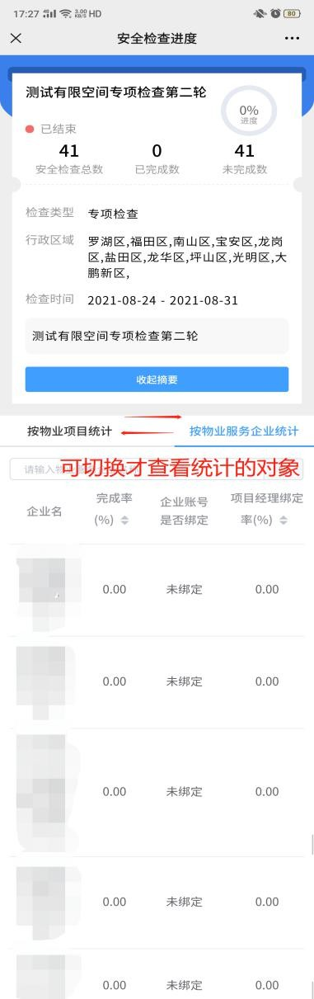 17:27 3.00 KB/S HD 80
安全检查进度
测试有限空间专项检查第二轮
0%
进度
已结束
41 0 41
安全检查总数 已完成数 未完成数
检查类型 专项检查
行政区域 罗湖区,福田区,南山区,宝安区,龙岗
区,盐田区,龙华区,坪山区,光明区,大
鹏新区,
检查时间 2021-08-24 - 2021-08-31
测试有限空间专项检查第二轮
收起摘要
按物业项目统计 按物业服务企业统计
请输入物
可切换才查看统计的对象
企业名 完成率 企业账号 项目经理绑定
(%) 是否绑定 率(%)
0.00 未绑定 0.00
0.00 未绑定 0.00
0.00 未绑定 0.00
0.00 未绑定 0.00
0.00 未绑定 0.00